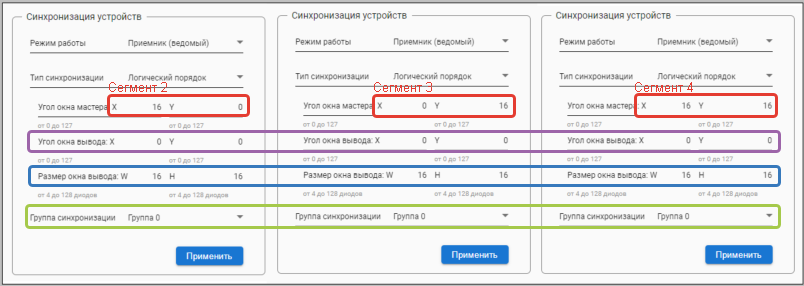 Синхронизация устройств
Режим работы Приемник (ведомый)
Тип синхронизации Логический порядок
Сегмент 2
Угол окна мастера: X 16 Y 0
от 0 до 127 от 0 до 127
Угол окна вывода: X 0 Y 0
от 0 до 127 от 0 до 127
Размер окна вывода: W 16 H 16
от 4 до 128 диодов от 4 до 128 диодов
Группа синхронизации Группа 0
Применить
Синхронизация устройств
Режим работы Приемник (ведомый)
Тип синхронизации Логический порядок
Сегмент 3
Угол окна мастера: X 0 Y 16
от 0 до 127 от 0 до 127
Угол окна вывода: X 0 Y 0
от 0 до 127 от 0 до 127
Размер окна вывода: W 16 H 16
от 4 до 128 диодов от 4 до 128 диодов
Группа синхронизации Группа 0
Применить
Синхронизация устройств
Режим работы Приемник (ведомый)
Тип синхронизации Логический порядок
Сегмент 4
Угол окна мастера: X 16 Y 16
от 0 до 127 от 0 до 127
Угол окна вывода: X 0 Y 0
от 0 до 127 от 0 до 127
Размер окна вывода: W 16 H 16
от 4 до 128 диодов от 4 до 128 диодов
Группа синхронизации Группа 0
Применить